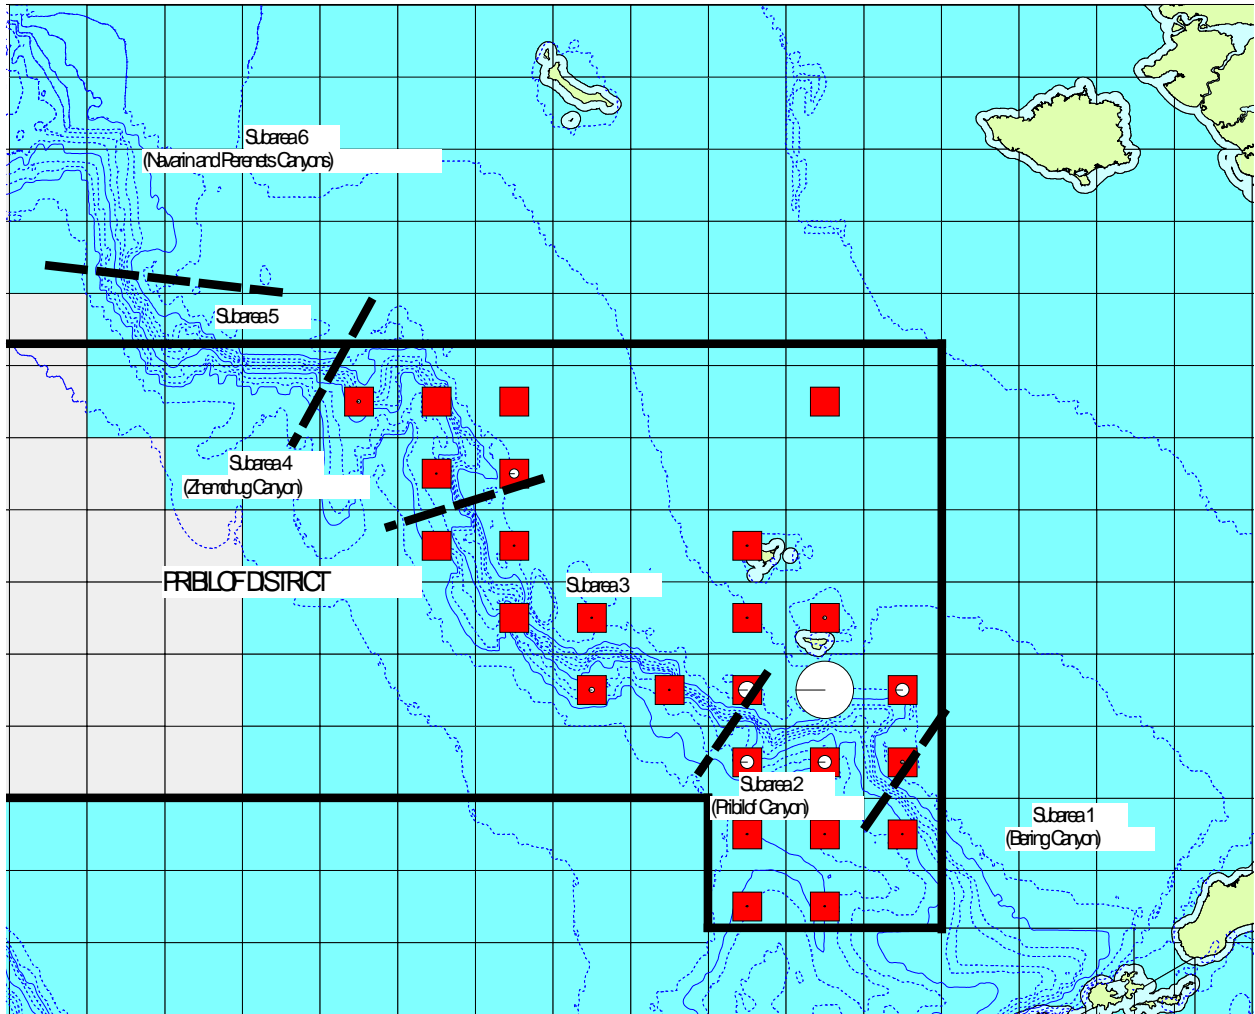 Subarea 6
(Navarin and Perenets Canyons)
Subarea 5
Subarea 4
(Zhemchug Canyon)
PRIBILOF DISTRICT
Subarea 3
Subarea 2
(Pribilof Canyon)
Subarea 1
(Bering Canyon)